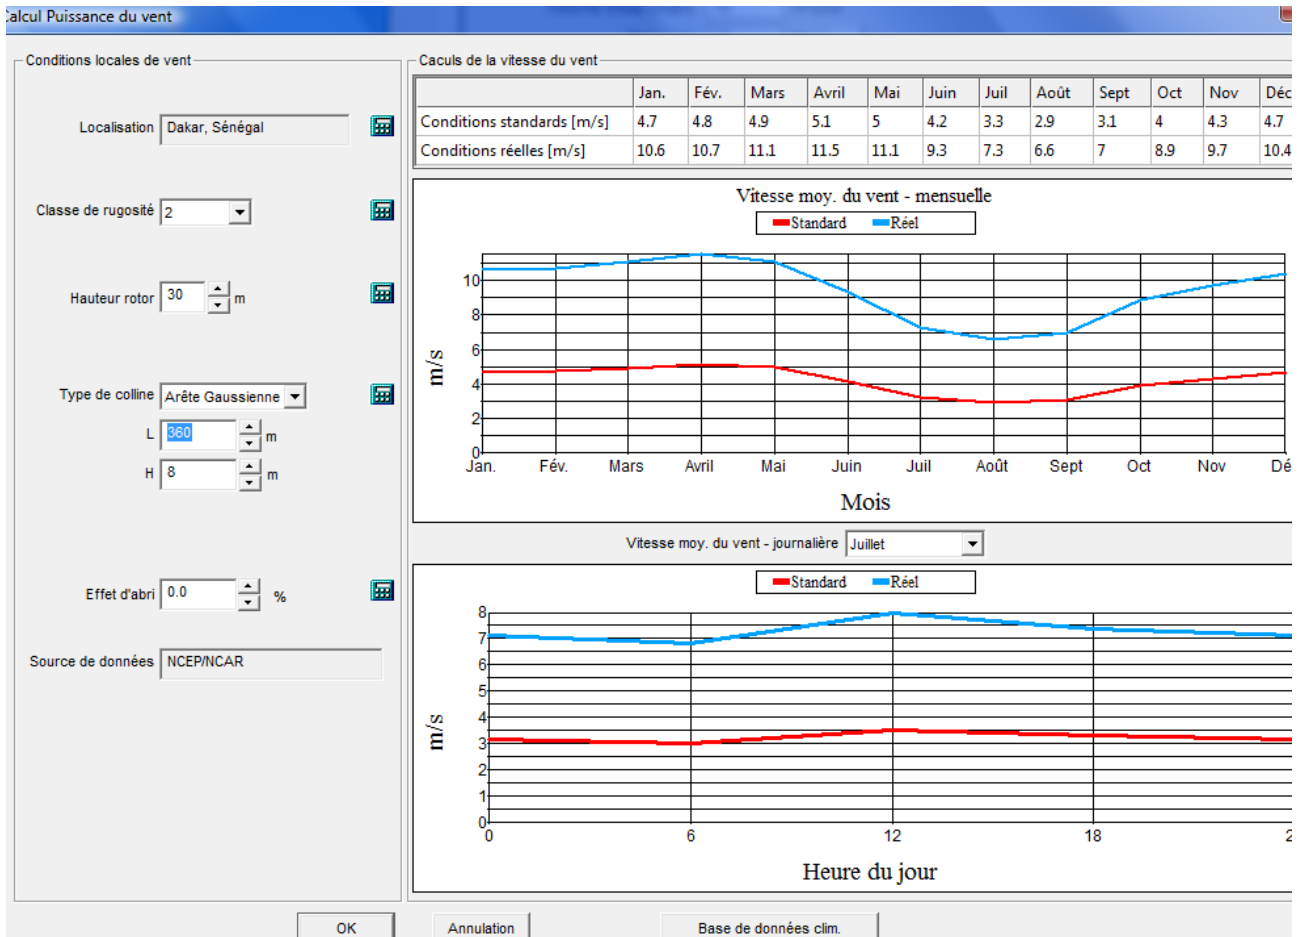 Calcul Puissance du vent
Conditions locales de vent
Localisation Dakar, Sénégal
Classe de rugosité 2
Hauteur rotor 30 m
Type de colline Arête Gaussienne
L 360 m
H 8 m
Effet d'abri 0.0 %
Source de données NCEP/NCAR
Caculs de la vitesse du vent
Jan. Fév. Mars Avril Mai Juin Juil Août Sept Oct Nov Déc
Conditions standards [m/s] 4.7 4.8 4.9 5.1 5 4.2 3.3 2.9 3.1 4 4.3 4.7
Conditions réelles [m/s] 10.6 10.7 11.1 11.5 11.1 9.3 7.3 6.6 7 8.9 9.7 10.4
Vitesse moy. du vent - mensuelle
Standard Réel
10
8
6
4
2
0
m/s
Jan. Fév. Mars Avril Mai Juin Juil Août Sept Oct Nov Dé
Mois
Vitesse moy. du vent - journalière Juillet
Standard Réel
8
7
6
5
4
3
2
1
0
m/s
0 6 12 18 2
Heure du jour
OK Annulation Base de données clim.